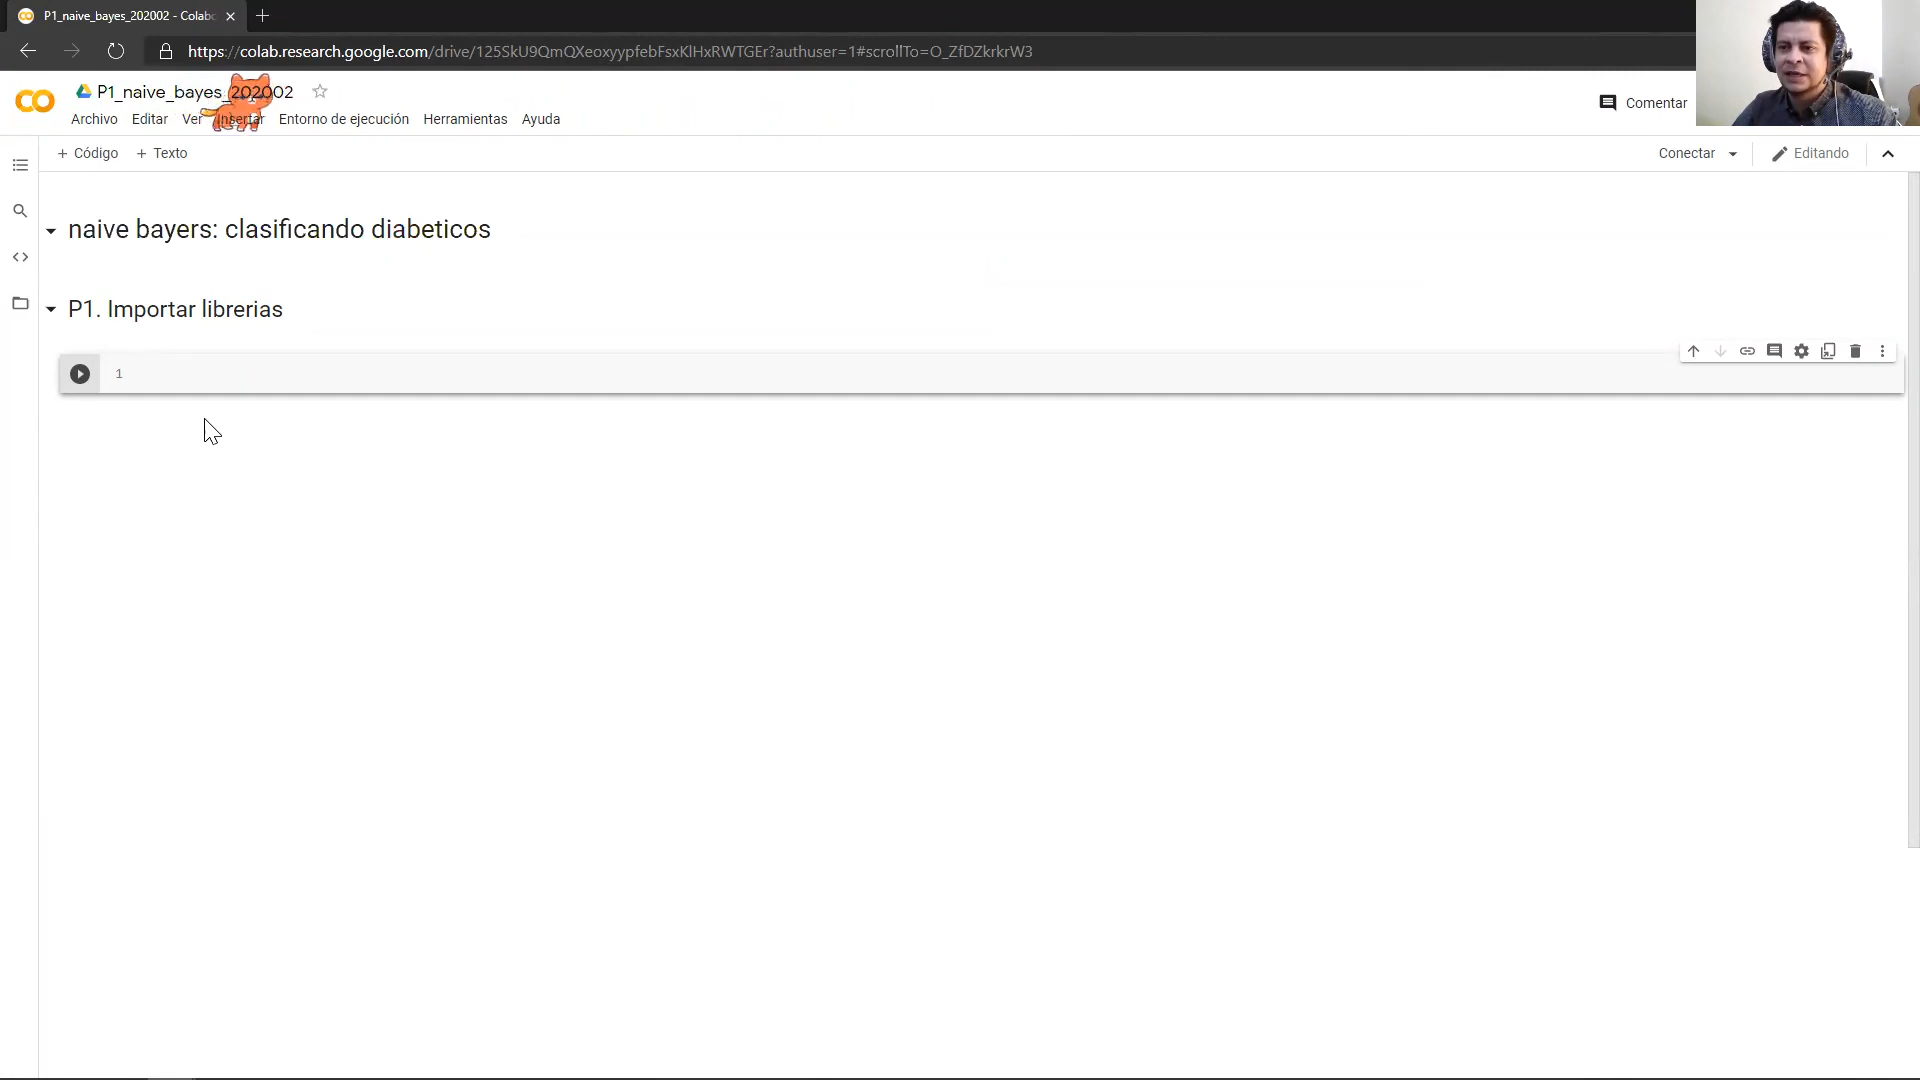 P1_naive_bayes_202002 - Colab
https://colab.research.google.com/drive/125SkU9QmQXeoxyypfebFsxKlHxRWTGEr?authuser=1#scrollTo=O_ZfDZkrkrW3
CO
P1_naive_bayes_202002
Comentar
Archivo Editar Ver Insertar Entorno de ejecución Herramientas Ayuda
+ Código + Texto
Conectar
Editando
naive bayers: clasificando diabeticos
P1. Importar librerias
1